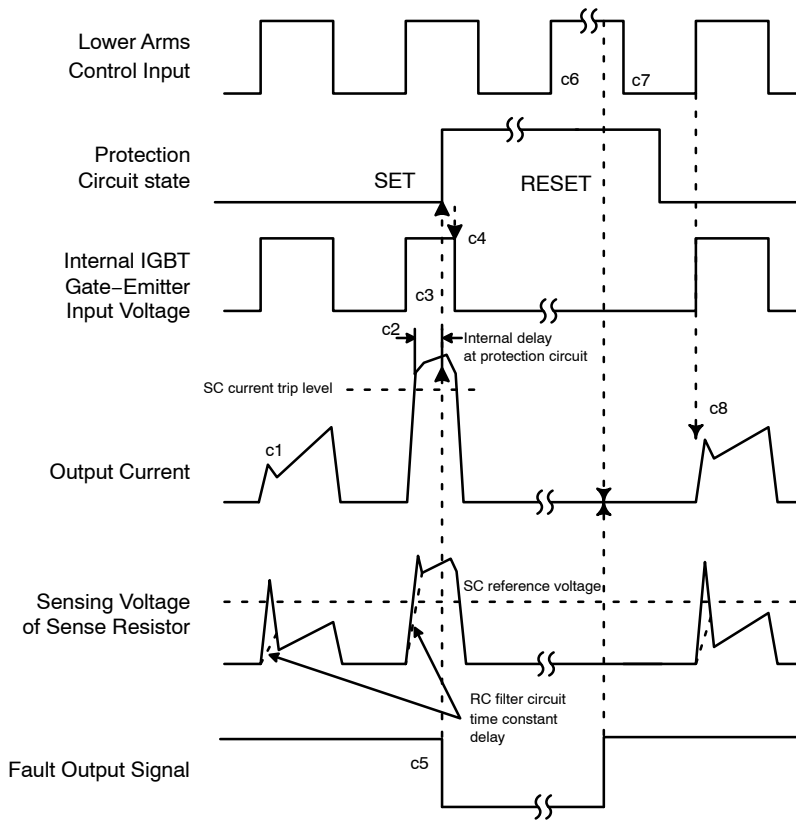 Lower Arms
Control Input
c6
c7
Protection
Circuit state
SET
RESET
c4
Internal IGBT
Gate−Emitter
Input Voltage
c3
c2
Internal delay
at protection circuit
SC current trip level
c1
c8
Output Current
SC reference voltage
Sensing Voltage
of Sense Resistor
RC filter circuit
time constant
delay
c5
Fault Output Signal